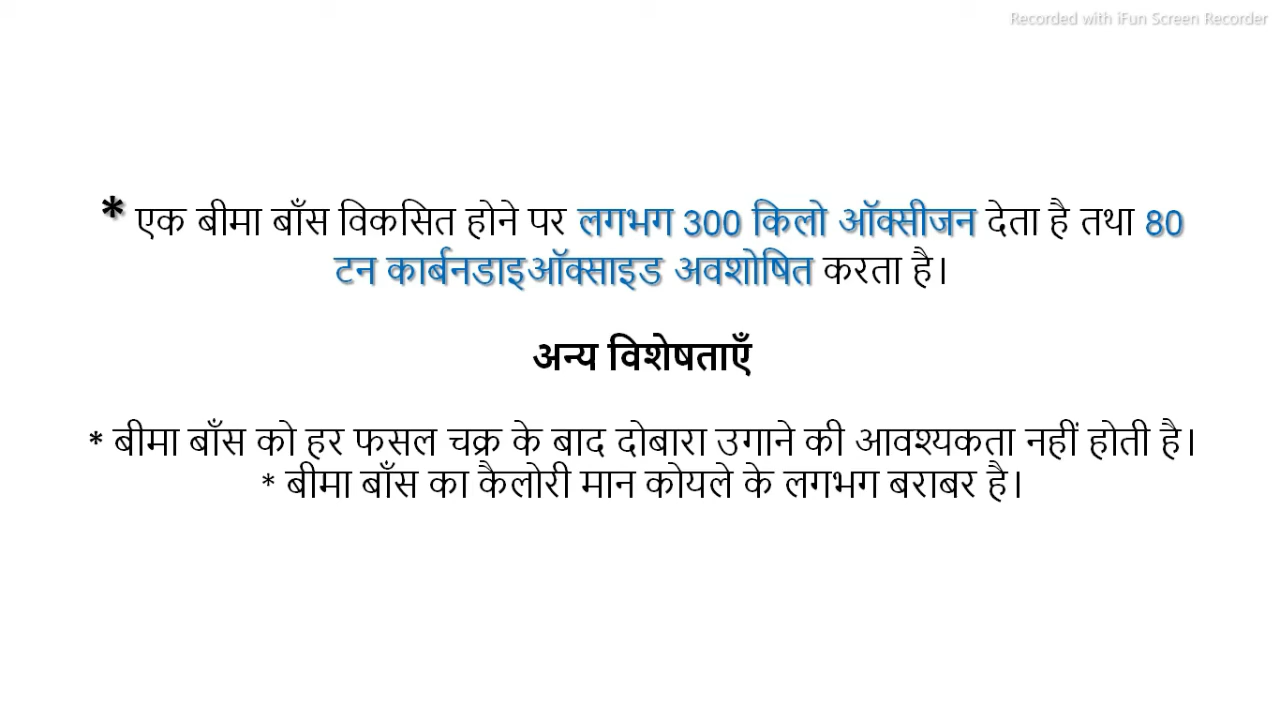 Recorded with iFun Screen Recorder
* एक बीमा बाँस विकसित होने पर लगभग 300 किलो ऑक्सीजन देता है तथा 80
टन कार्बनडाइऑक्साइड अवशोषित करता है।
अन्य विशेषताएँ
* बीमा बाँस को हर फसल चक्र के बाद दोबारा उगाने की आवश्यकता नहीं होती है।
* बीमा बाँस का कैलोरी मान कोयले के लगभग बराबर है।